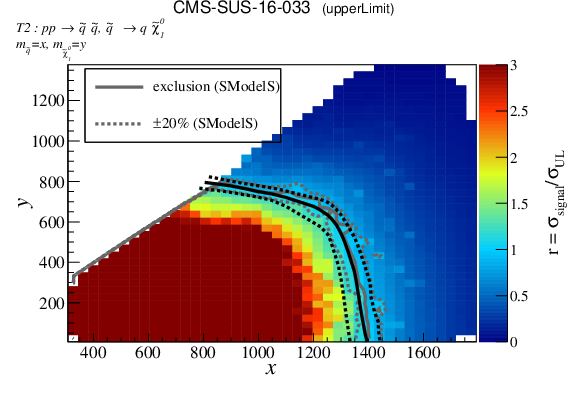 CMS-SUS-16-033 (upperLimit)
T2 : pp → q̃ q̃, q̃ → q χ̃₁⁰
m_q̃=x, m_χ̃₁⁰=y
exclusion (SModelS)
±20% (SModelS)
1200
1000
800
600
400
200
y
400 600 800 1000 1200 1400 1600
x
3
2.5
2
1.5
1
0.5
0
r = σ_signal/σ_UL